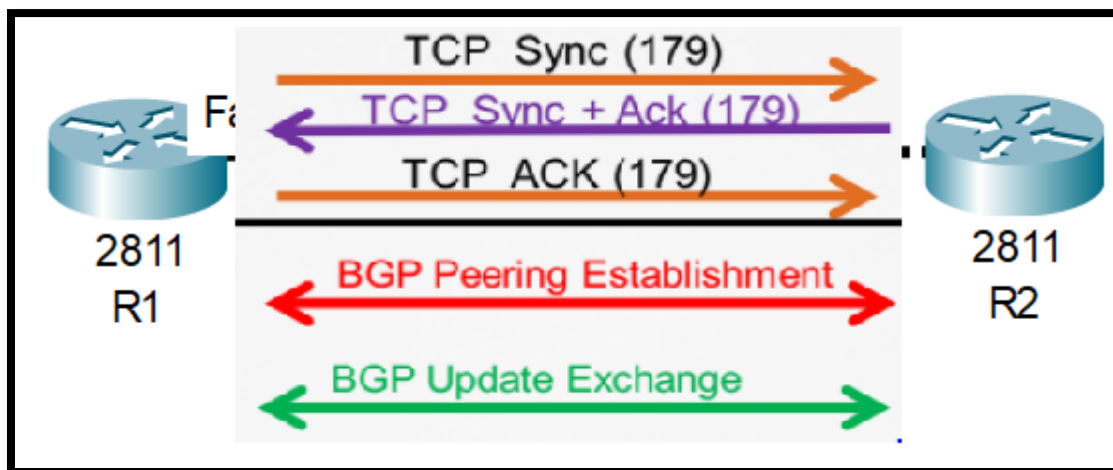 TCP Sync (179)
Fa
TCP Sync + Ack (179)
TCP ACK (179)
2811
R1
2811
R2
BGP Peering Establishment
BGP Update Exchange